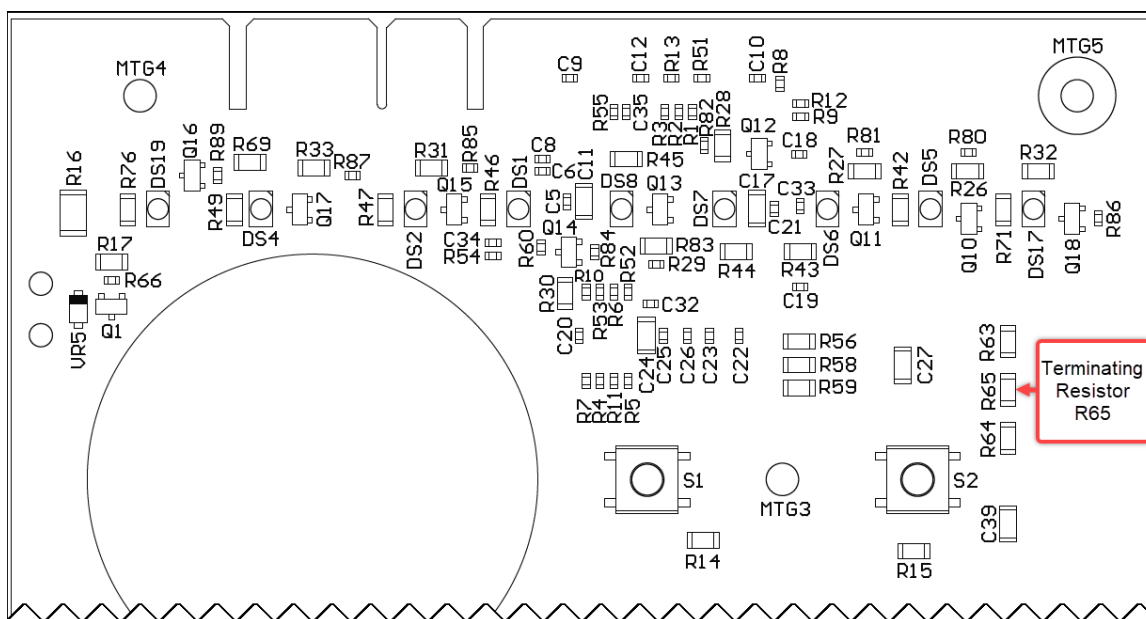 C9
C12
R13
R51
C10
R8
MTG4
MTG5
R55
C35
R3
R2
R1
R82
R28
Q12
R12
R9
C18
R16
R76
DS19
Q16
R89
R69
R33
R87
R31
R85
R46
DS1
C8
C6
C11
R45
R81
R27
R80
R32
R49
DS4
Q17
R47
DS2
Q15
C5
DS8
Q13
DS7
C17
C33
C21
DS6
Q11
R42
DS5
R26
Q10
R71
DS17
Q18
R86
C34
R54
R60
Q14
R84
R52
R83
R29
R44
R43
C19
R17
R66
VR5
Q1
R30
R10
R53
R6
C32
C20
C24
C25
C26
C23
C22
R56
R58
R59
C27
R63
R65
R64
Terminating
Resistor
R65
R7
R4
R11
R5
S1
MTG3
S2
C39
R14
R15